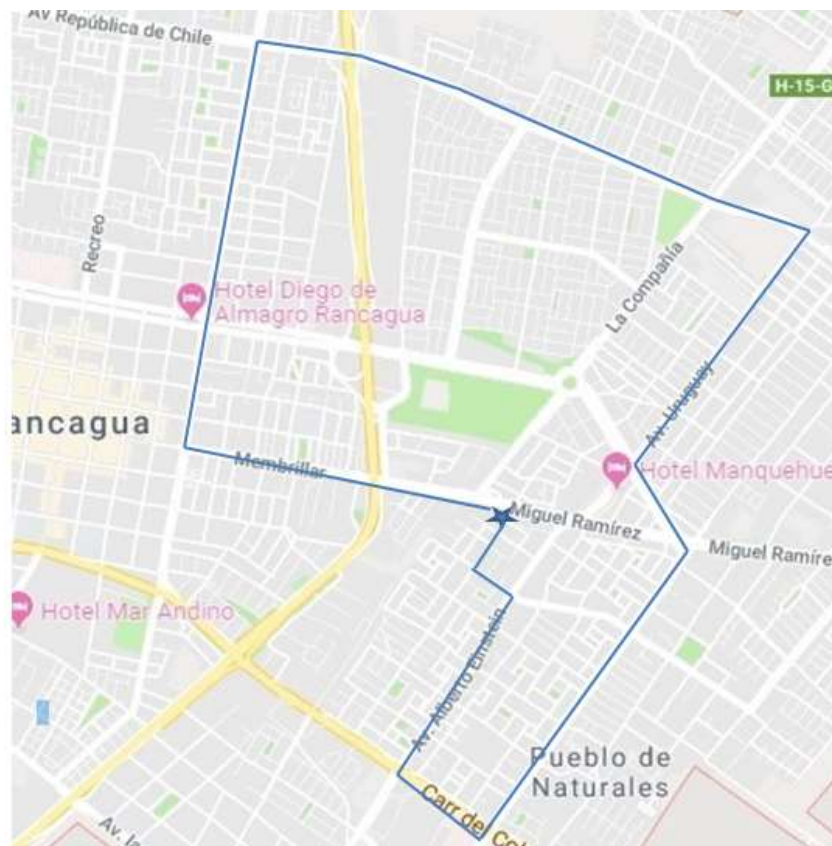 Av República de Chile
H-15-G
Recreo
La Compañía
Hotel Diego de
Almagro Rancagua
Av. Uruguay
ancagua
Membrillar
Hotel Manquehue
Miguel Ramírez
Miguel Ramíre
Hotel Mar Andino
Av. Alberto Einstein
Pueblo de
Naturales
Carr del Co
Av. la